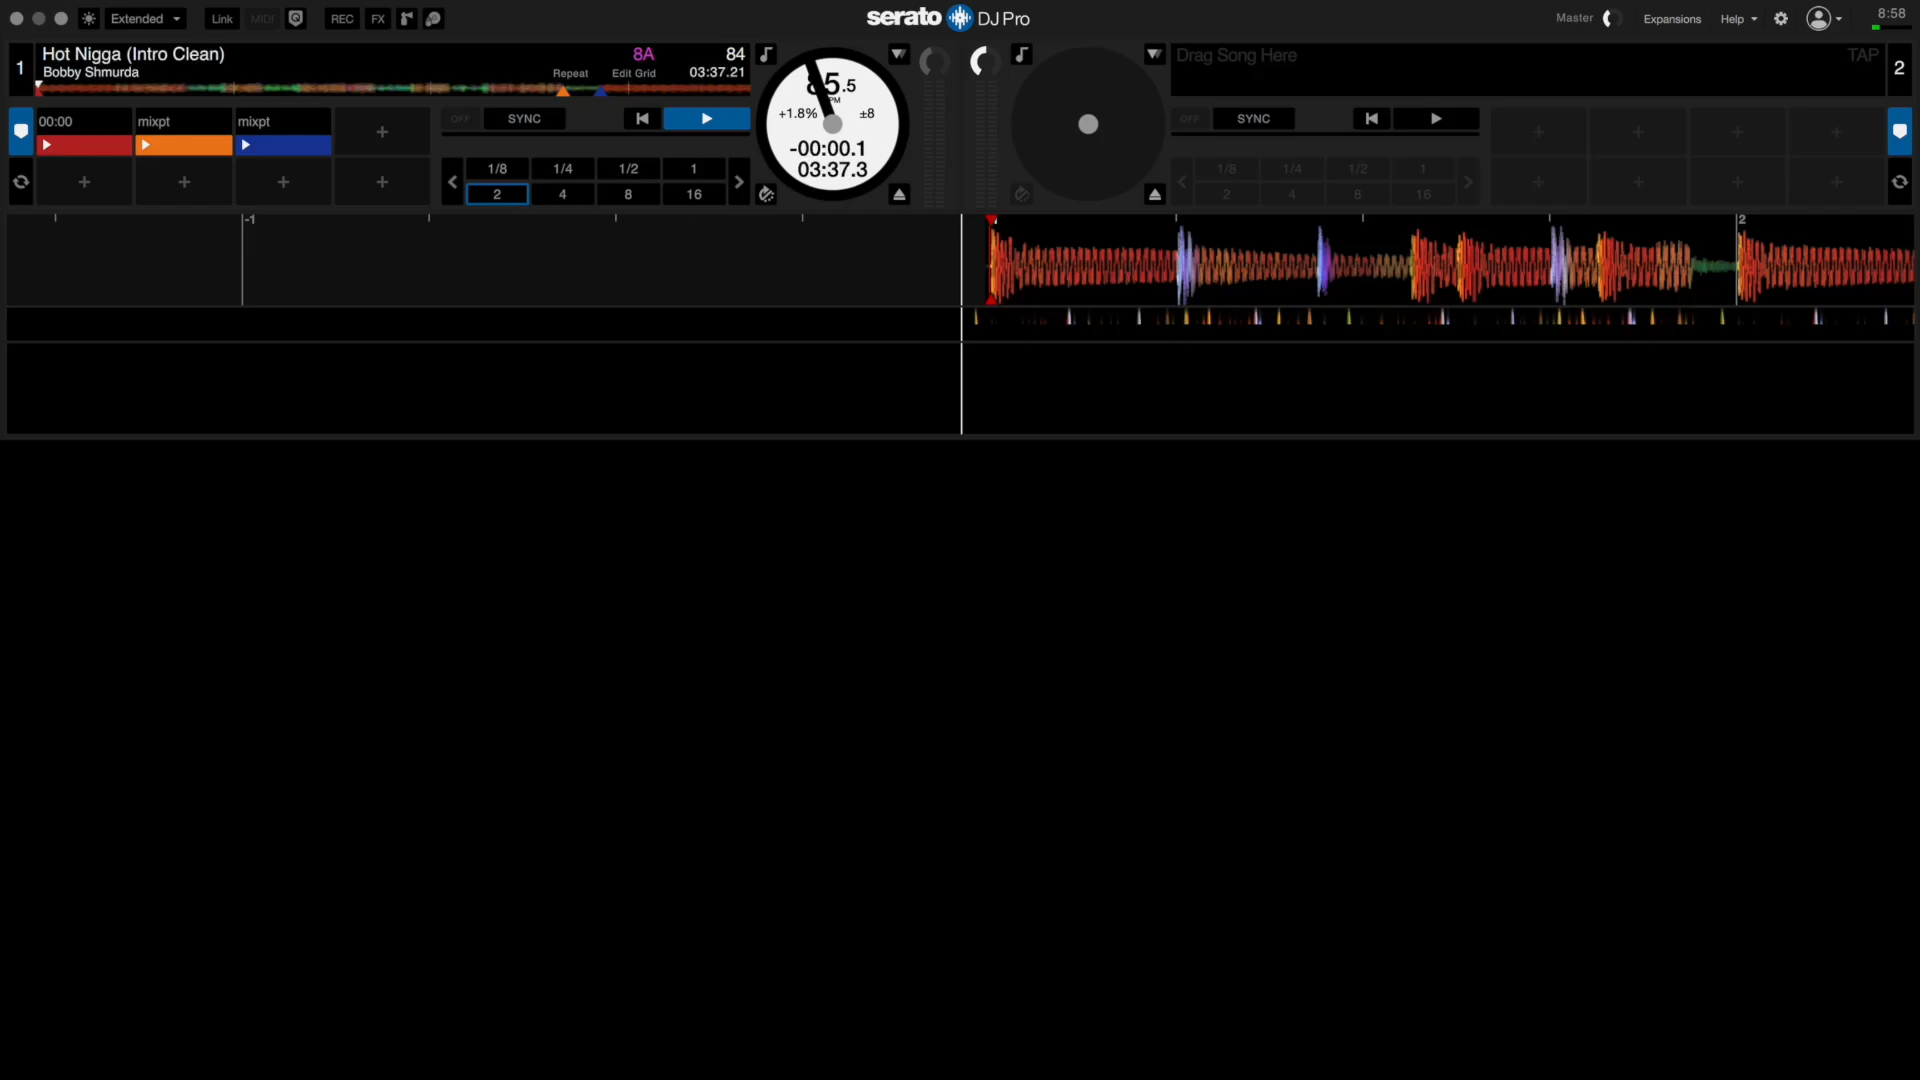 Extended
Link
MIDI
REC
FX
serato DJ Pro
Master
Expansions
Help
8:58
1
Hot Nigga (Intro Clean)
8A
84
Bobby Shmurda
Repeat
Edit Grid
03:37.21
Drag Song Here
TAP
2
00:00
mixpt
mixpt
OFF
SYNC
1/8
1/4
1/2
1
2
4
8
16
85.5
+1.8%
±8
-00:00.1
03:37.3
OFF
SYNC
1/8
1/4
1/2
1
2
4
8
16
-1
2